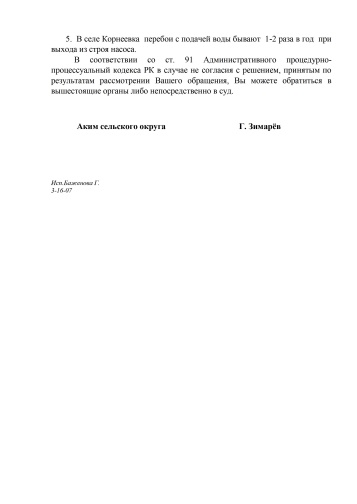 5. В селе Корнеевка перебои с подачей воды бывают 1-2 раза в год при
выхода из строя насоса.
В соответствии со ст. 91 Административного процедурно-
процессуальный кодекса РК в случае не согласия с решением, принятым по
результатам рассмотрении Вашего обращения, Вы можете обратиться в
вышестоящие органы либо непосредственно в суд.
Аким сельского округа Г. Зимарёв
Исп.Бажанова Г.
3-16-07